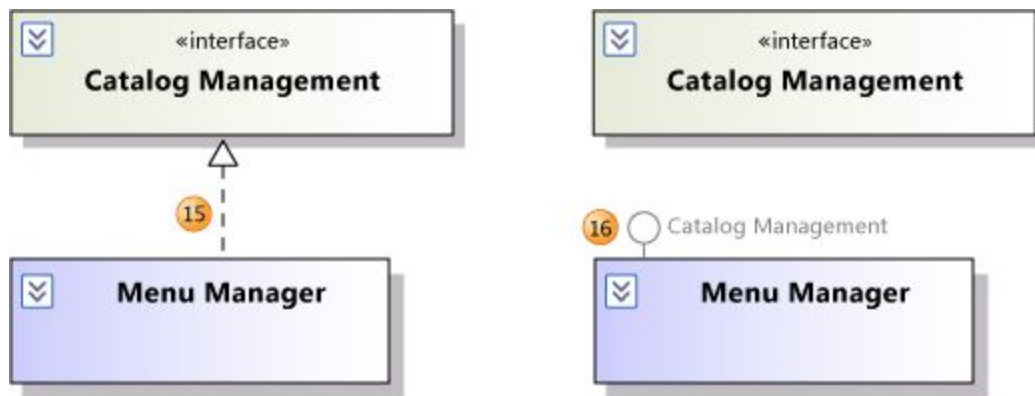 «interface»
Catalog Management
15
Menu Manager
«interface»
Catalog Management
16 Catalog Management
Menu Manager